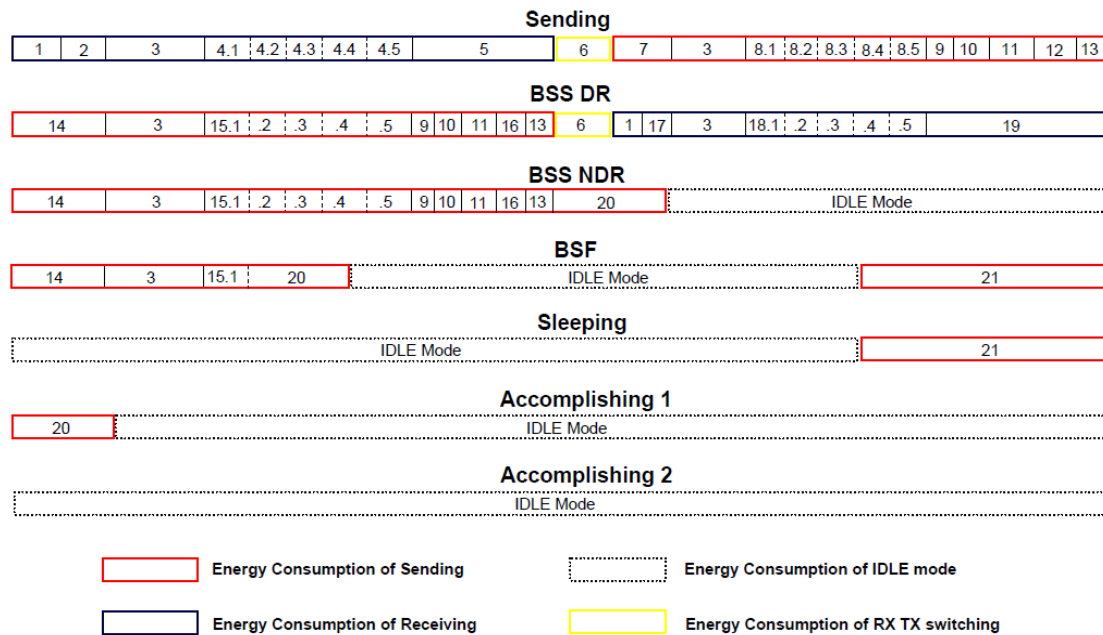 Sending
1 2 3 4.1 4.2 4.3 4.4 4.5 5 6 7 3 8.1 8.2 8.3 8.4 8.5 9 10 11 12 13
BSS DR
14 3 15.1 .2 .3 .4 .5 9 10 11 16 13 6 1 17 3 18.1 .2 .3 .4 .5 19
BSS NDR
14 3 15.1 .2 .3 .4 .5 9 10 11 16 13 20 IDLE Mode
BSF
14 3 15.1 20 IDLE Mode 21
Sleeping
IDLE Mode 21
Accomplishing 1
20 IDLE Mode
Accomplishing 2
IDLE Mode
Energy Consumption of Sending
Energy Consumption of IDLE mode
Energy Consumption of Receiving
Energy Consumption of RX TX switching